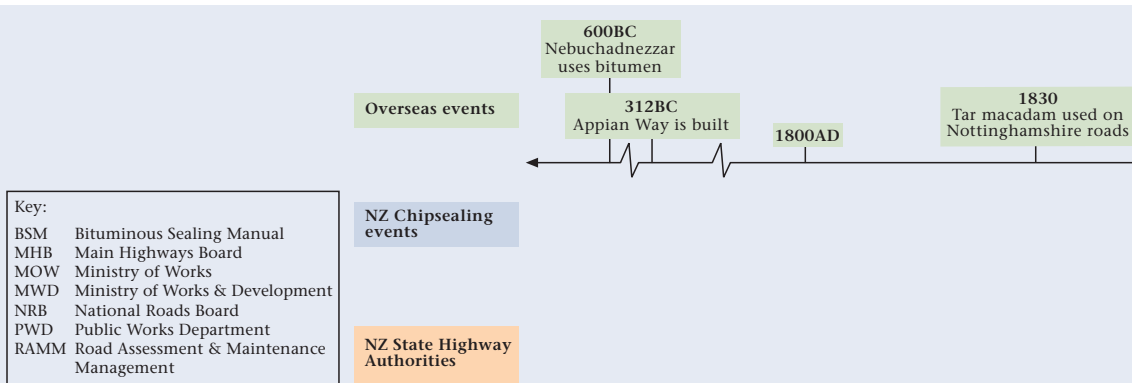 600BC
Nebuchadnezzar
uses bitumen
Overseas events
312BC
Appian Way is built
1800AD
1830
Tar macadam used on
Nottinghamshire roads
Key:
BSM Bituminous Sealing Manual
MHB Main Highways Board
MOW Ministry of Works
MWD Ministry of Works & Development
NRB National Roads Board
PWD Public Works Department
RAMM Road Assessment & Maintenance
Management
NZ Chipsealing
events
NZ State Highway
Authorities